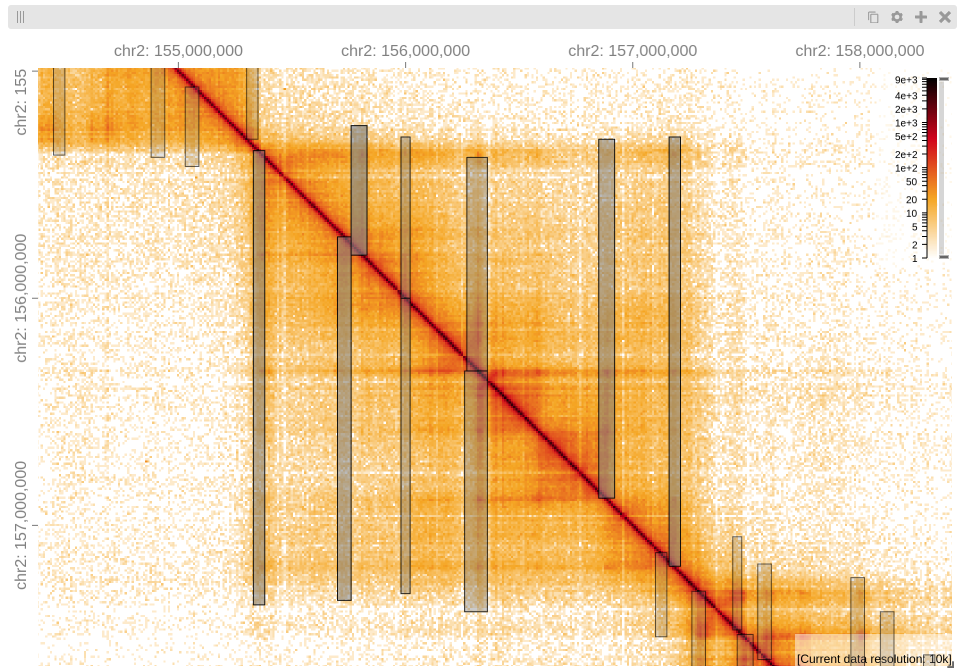 chr2: 155,000,000
chr2: 156,000,000
chr2: 157,000,000
chr2: 158,000,000
chr2: 155
chr2: 156,000,000
chr2: 157,000,000
9e+3
4e+3
2e+3
1e+3
5e+2
2e+2
1e+2
50
20
10
5
2
1
[Current data resolution: 10k]